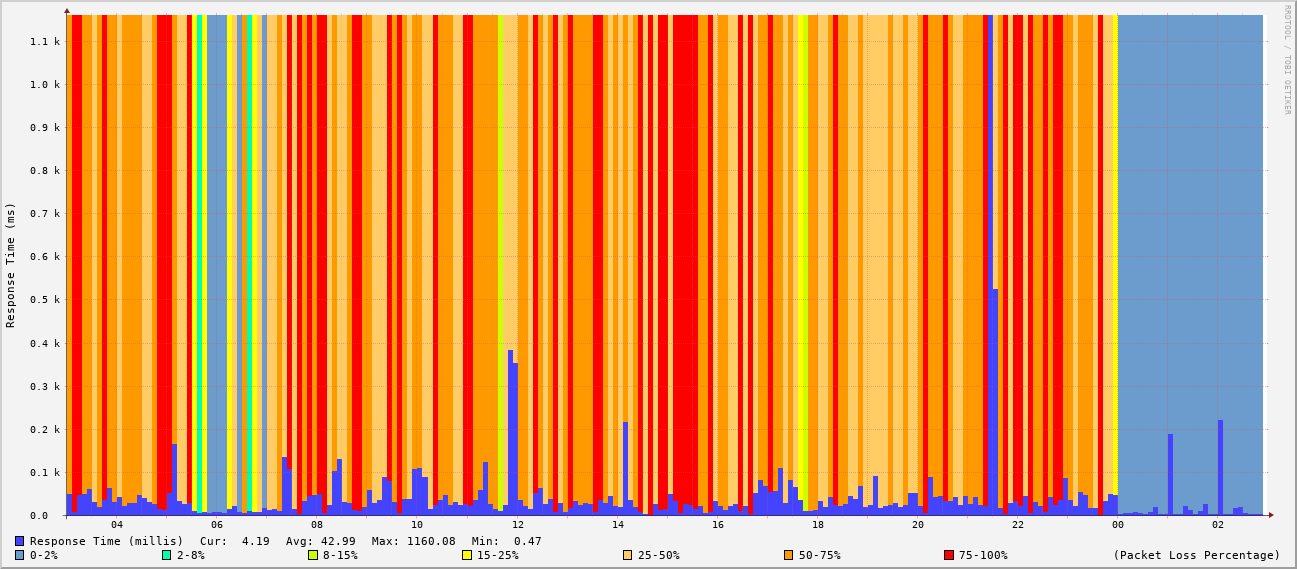 RRDTOOL / TOBI OETIKER
Response Time (ms)
1.1 k
1.0 k
0.9 k
0.8 k
0.7 k
0.6 k
0.5 k
0.4 k
0.3 k
0.2 k
0.1 k
0.0
04 06 08 10 12 14 16 18 20 22 00 02
Response Time (millis) Cur: 4.19 Avg: 42.99 Max: 1160.08 Min: 0.47
0-2% 2-8% 8-15% 15-25% 25-50% 50-75% 75-100% (Packet Loss Percentage)